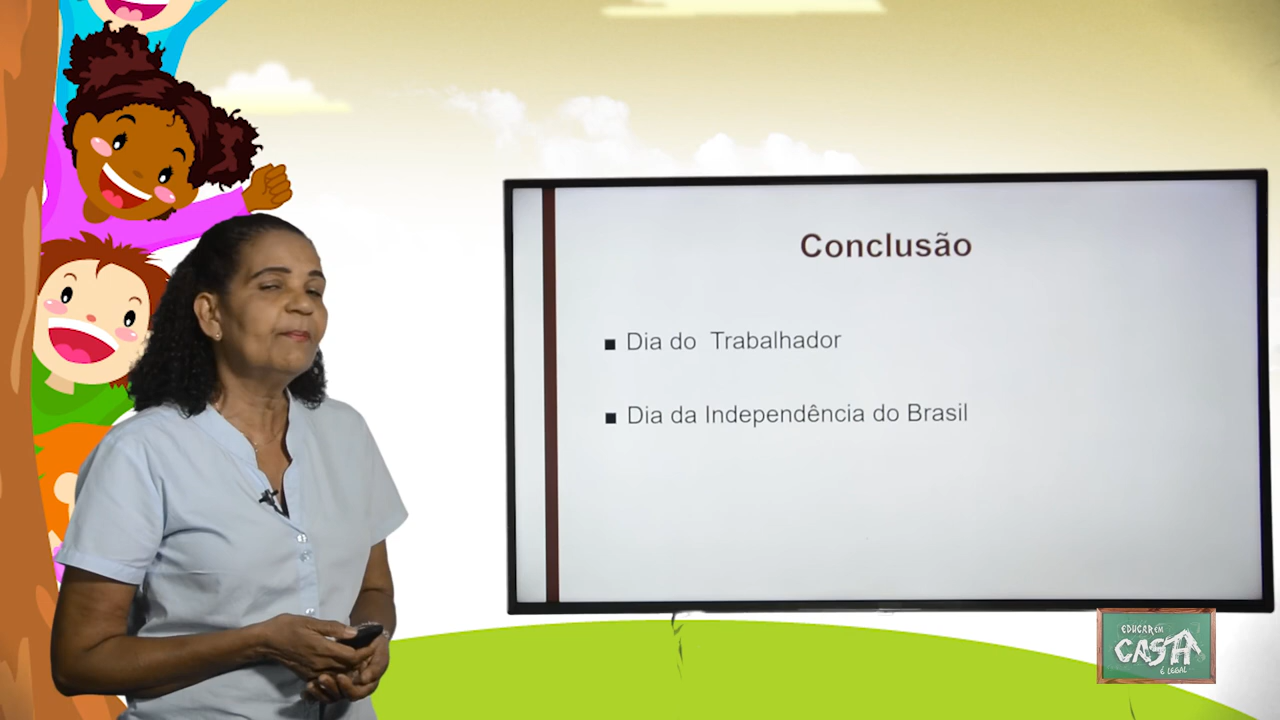 Conclusão
■ Dia do Trabalhador
■ Dia da Independência do Brasil
EDUCAR EM
CASA
É LEGAL